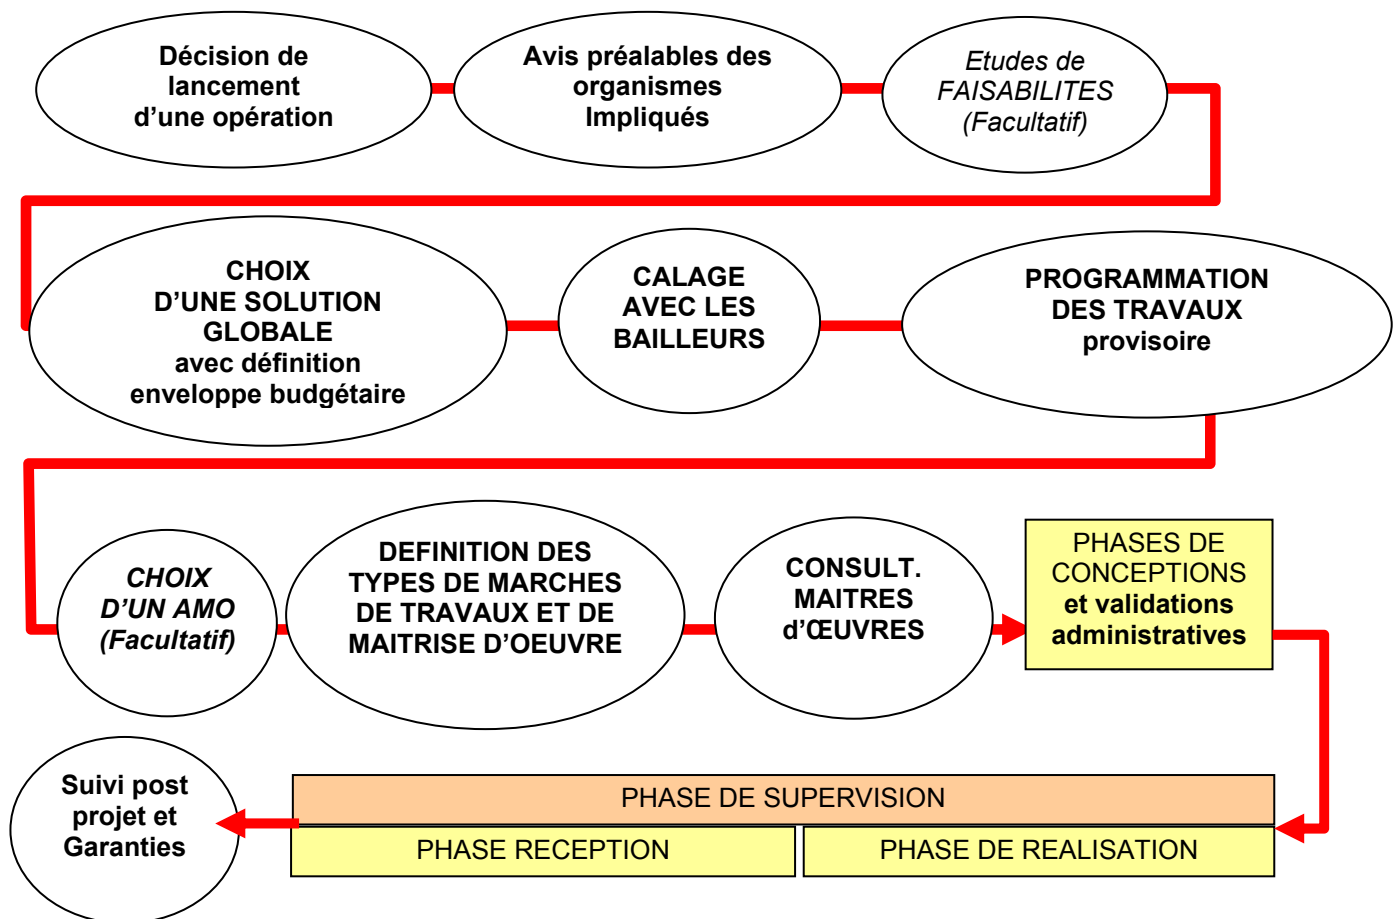 Décision de
lancement
d’une opération
Avis préalables des
organismes
Impliqués
Etudes de
FAISABILITES
(Facultatif)
CHOIX
D’UNE SOLUTION
GLOBALE
avec définition
enveloppe budgétaire
CALAGE
AVEC LES
BAILLEURS
PROGRAMMATION
DES TRAVAUX
provisoire
CHOIX
D’UN AMO
(Facultatif)
DEFINITION DES
TYPES DE MARCHES
DE TRAVAUX ET DE
MAITRISE D’OEUVRE
CONSULT.
MAITRES
d’ŒUVRES
PHASES DE
CONCEPTIONS
et validations
administratives
Suivi post
projet et
Garanties
PHASE DE SUPERVISION
PHASE RECEPTION
PHASE DE REALISATION